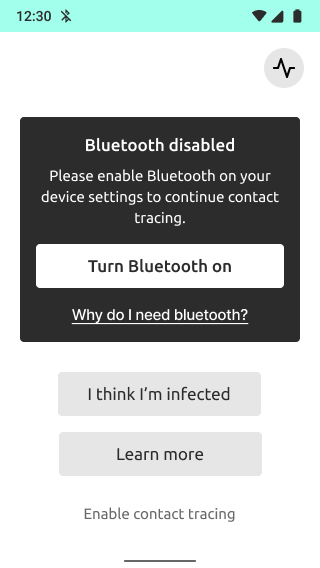 12:30
Bluetooth disabled
Please enable Bluetooth on your
device settings to continue contact
tracing.
Turn Bluetooth on
Why do I need bluetooth?
I think I’m infected
Learn more
Enable contact tracing